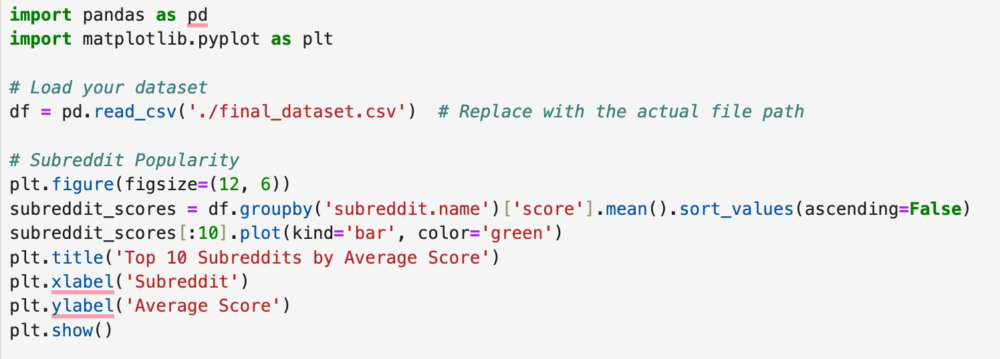 import pandas as pd
import matplotlib.pyplot as plt
# Load your dataset
df = pd.read_csv('./final_dataset.csv')  # Replace with the actual file path
# Subreddit Popularity
plt.figure(figsize=(12, 6))
subreddit_scores = df.groupby('subreddit.name')['score'].mean().sort_values(ascending=False)
subreddit_scores[:10].plot(kind='bar', color='green')
plt.title('Top 10 Subreddits by Average Score')
plt.xlabel('Subreddit')
plt.ylabel('Average Score')
plt.show()